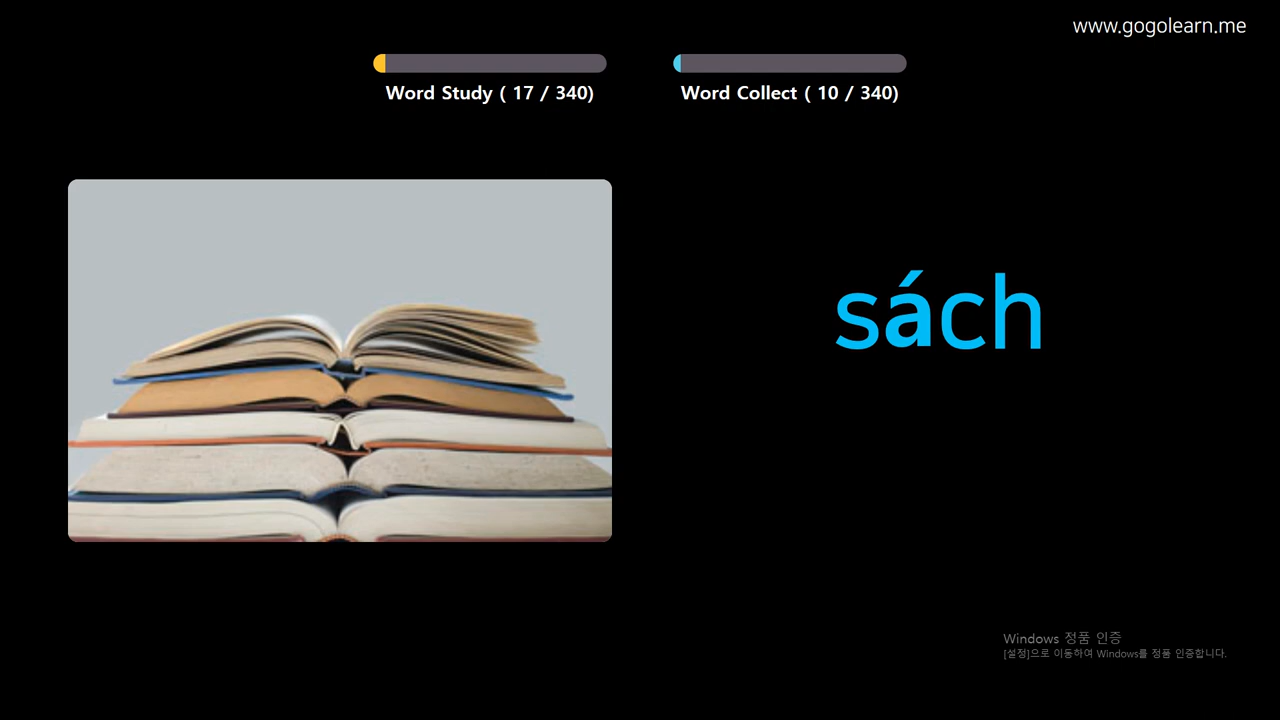 www.gogolearn.me
Word Study ( 17 / 340)
Word Collect ( 10 / 340)
sách
Windows 정품 인증
[설정]으로 이동하여 Windows를 정품 인증합니다.